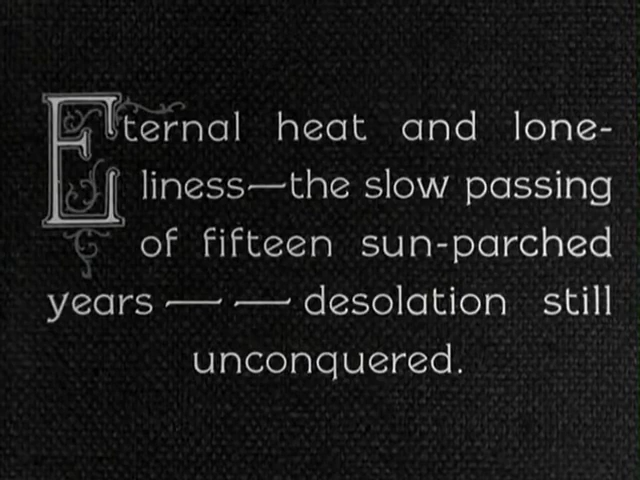 Eternal heat and lone-
liness—the slow passing
of fifteen sun-parched
years — — desolation still
unconquered.